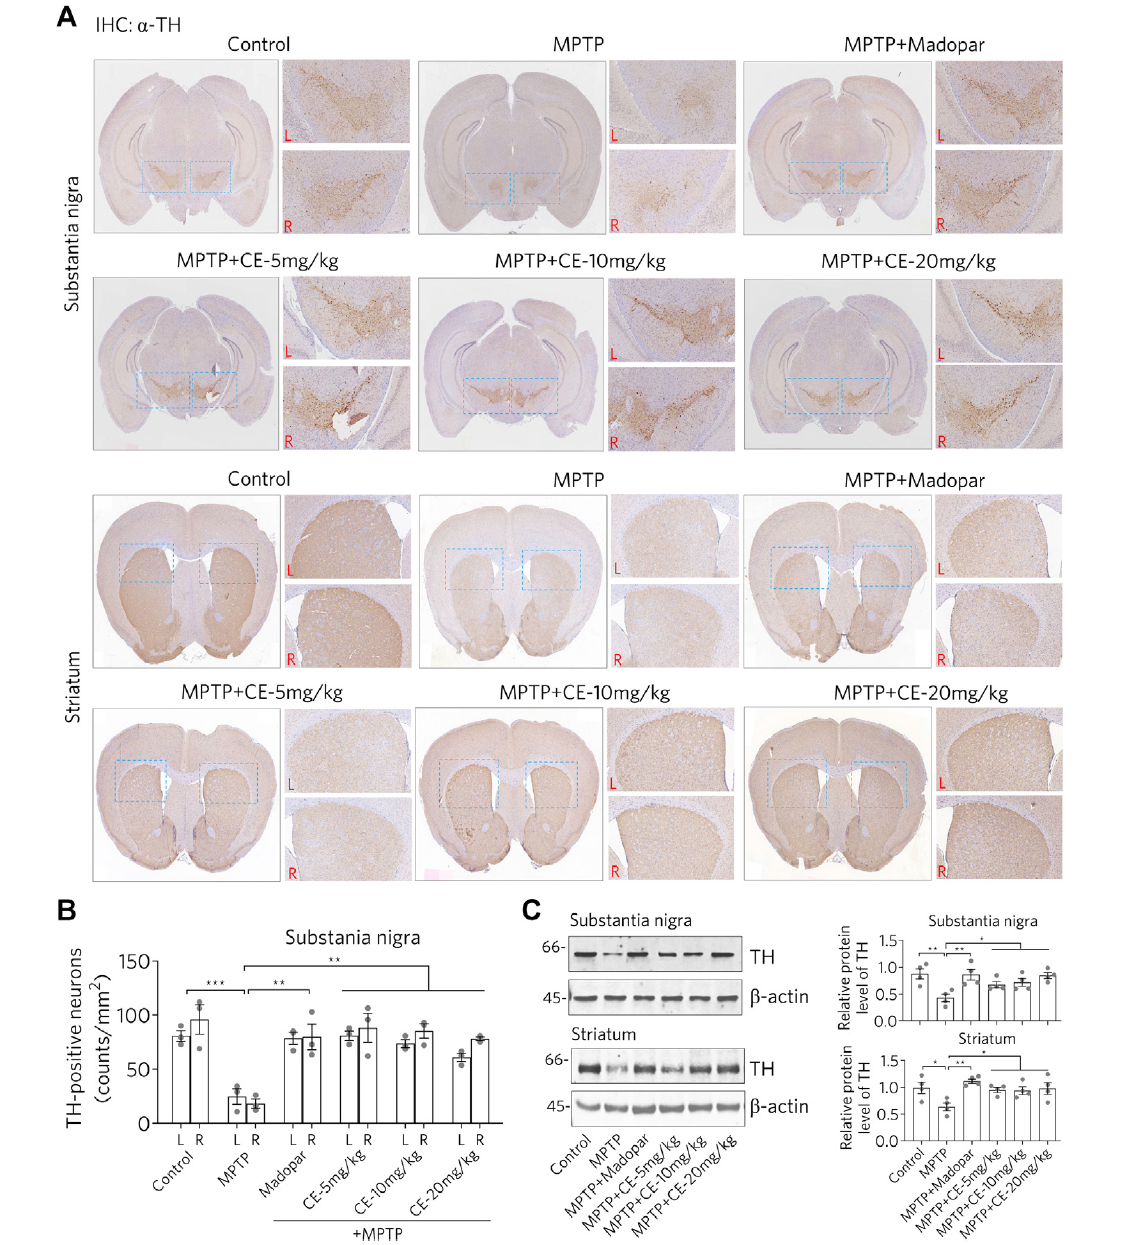 A
IHC: α-TH
Control
MPTP
MPTP+Madopar
L
L
L
R
R
R
Substantia nigra
MPTP+CE-5mg/kg
MPTP+CE-10mg/kg
MPTP+CE-20mg/kg
L
L
L
R
R
R
Control
MPTP
MPTP+Madopar
L
L
L
R
R
R
Striatum
MPTP+CE-5mg/kg
MPTP+CE-10mg/kg
MPTP+CE-20mg/kg
L
L
L
R
R
R
B
Substania nigra
TH-positive neurons
(counts/mm²)
150
100
50
0
***
**
**
L R L R L R L R L R L R
Control
MPTP
Madopar
CE-5mg/kg
CE-10mg/kg
CE-20mg/kg
+MPTP
C
Substantia nigra
66-
TH
45-
β-actin
Striatum
66-
TH
45-
β-actin
Control
MPTP
MPTP+Madopar
MPTP+CE-5mg/kg
MPTP+CE-10mg/kg
MPTP+CE-20mg/kg
Substantia nigra
Relative protein
level of TH
1.5
1.0
0.5
0.0
**
**
*
Striatum
Relative protein
level of TH
1.5
1.0
0.5
0.0
*
**
*
Control
MPTP
MPTP+Madopar
MPTP+CE-5mg/kg
MPTP+CE-10mg/kg
MPTP+CE-20mg/kg